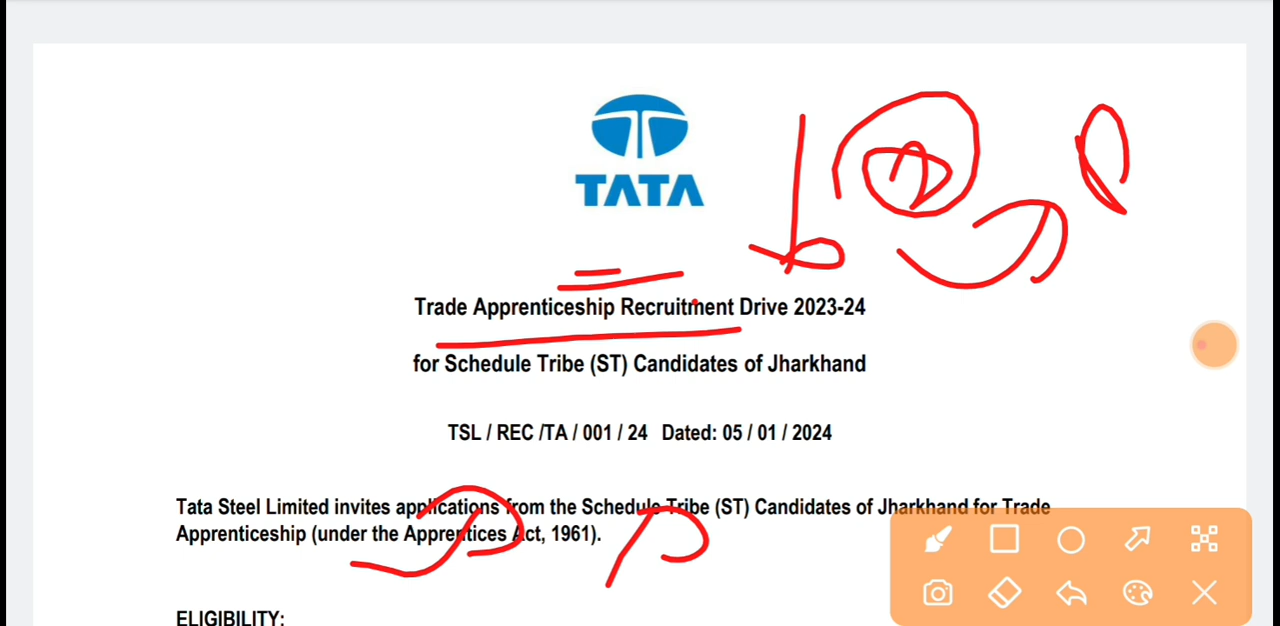 TATA
Trade Apprenticeship Recruitment Drive 2023-24
for Schedule Tribe (ST) Candidates of Jharkhand
TSL / REC /TA / 001 / 24 Dated: 05 / 01 / 2024
Tata Steel Limited invites applications from the Schedule Tribe (ST) Candidates of Jharkhand for Trade
Apprenticeship (under the Apprentices Act, 1961).
ELIGIBILITY: